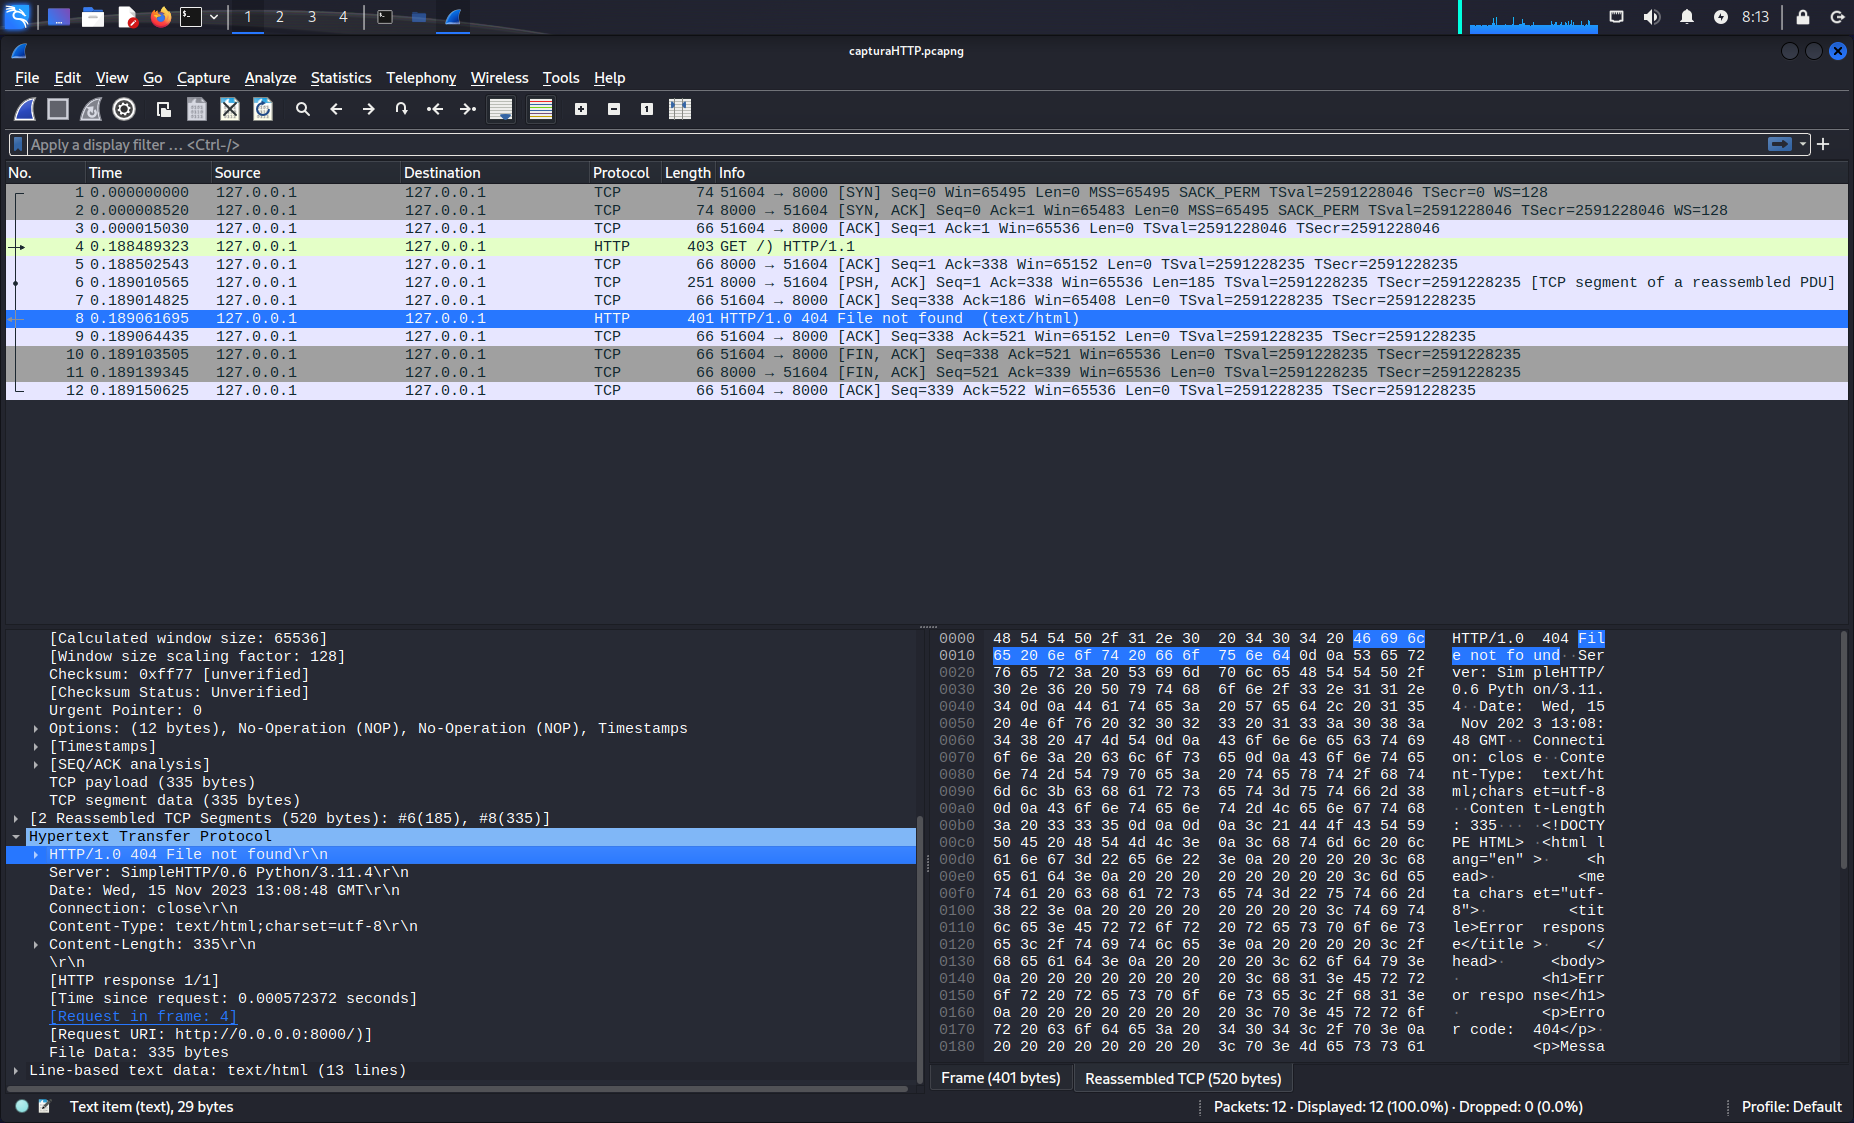 1 2 3 4 8:13
capturaHTTP.pcapng
File Edit View Go Capture Analyze Statistics Telephony Wireless Tools Help
Apply a display filter … <Ctrl-/>
No. Time Source Destination Protocol Length Info
1 0.000000000 127.0.0.1 127.0.0.1 TCP 74 51604 → 8000 [SYN] Seq=0 Win=65495 Len=0 MSS=65495 SACK_PERM TSval=2591228046 TSecr=0 WS=128
2 0.000008520 127.0.0.1 127.0.0.1 TCP 74 8000 → 51604 [SYN, ACK] Seq=0 Ack=1 Win=65483 Len=0 MSS=65495 SACK_PERM TSval=2591228046 TSecr=2591228046 WS=128
3 0.000015030 127.0.0.1 127.0.0.1 TCP 66 51604 → 8000 [ACK] Seq=1 Ack=1 Win=65536 Len=0 TSval=2591228046 TSecr=2591228046
4 0.188489323 127.0.0.1 127.0.0.1 HTTP 403 GET /) HTTP/1.1
5 0.188502543 127.0.0.1 127.0.0.1 TCP 66 8000 → 51604 [ACK] Seq=1 Ack=338 Win=65152 Len=0 TSval=2591228235 TSecr=2591228235
6 0.189010565 127.0.0.1 127.0.0.1 TCP 251 8000 → 51604 [PSH, ACK] Seq=1 Ack=338 Win=65536 Len=185 TSval=2591228235 TSecr=2591228235 [TCP segment of a reassembled PDU]
7 0.189014825 127.0.0.1 127.0.0.1 TCP 66 51604 → 8000 [ACK] Seq=338 Ack=186 Win=65408 Len=0 TSval=2591228235 TSecr=2591228235
8 0.189061695 127.0.0.1 127.0.0.1 HTTP 401 HTTP/1.0 404 File not found (text/html)
9 0.189064435 127.0.0.1 127.0.0.1 TCP 66 51604 → 8000 [ACK] Seq=338 Ack=521 Win=65152 Len=0 TSval=2591228235 TSecr=2591228235
10 0.189103505 127.0.0.1 127.0.0.1 TCP 66 51604 → 8000 [FIN, ACK] Seq=338 Ack=521 Win=65536 Len=0 TSval=2591228235 TSecr=2591228235
11 0.189139345 127.0.0.1 127.0.0.1 TCP 66 8000 → 51604 [FIN, ACK] Seq=521 Ack=339 Win=65536 Len=0 TSval=2591228235 TSecr=2591228235
12 0.189150625 127.0.0.1 127.0.0.1 TCP 66 51604 → 8000 [ACK] Seq=339 Ack=522 Win=65536 Len=0 TSval=2591228235 TSecr=2591228235
[Calculated window size: 65536]
[Window size scaling factor: 128]
Checksum: 0xff77 [unverified]
[Checksum Status: Unverified]
Urgent Pointer: 0
Options: (12 bytes), No-Operation (NOP), No-Operation (NOP), Timestamps
[Timestamps]
[SEQ/ACK analysis]
TCP payload (335 bytes)
TCP segment data (335 bytes)
[2 Reassembled TCP Segments (520 bytes): #6(185), #8(335)]
Hypertext Transfer Protocol
HTTP/1.0 404 File not found\r\n
Server: SimpleHTTP/0.6 Python/3.11.4\r\n
Date: Wed, 15 Nov 2023 13:08:48 GMT\r\n
Connection: close\r\n
Content-Type: text/html;charset=utf-8\r\n
Content-Length: 335\r\n
\r\n
[HTTP response 1/1]
[Time since request: 0.000572372 seconds]
[Request in frame: 4]
[Request URI: http://0.0.0.0:8000/)]
File Data: 335 bytes
Line-based text data: text/html (13 lines)
0000 48 54 54 50 2f 31 2e 30 20 34 30 34 20 46 69 6c HTTP/1.0 404 Fil
0010 65 20 6e 6f 74 20 66 6f 75 6e 64 0d 0a 53 65 72 e not fo und··Ser
0020 76 65 72 3a 20 53 69 6d 70 6c 65 48 54 54 50 2f ver: Sim pleHTTP/
0030 30 2e 36 20 50 79 74 68 6f 6e 2f 33 2e 31 31 2e 0.6 Pyth on/3.11.
0040 34 0d 0a 44 61 74 65 3a 20 57 65 64 2c 20 31 35 4··Date: Wed, 15
0050 20 4e 6f 76 20 32 30 32 33 20 31 33 3a 30 38 3a Nov 202 3 13:08:
0060 34 38 20 47 4d 54 0d 0a 43 6f 6e 6e 65 63 74 69 48 GMT·· Connecti
0070 6f 6e 3a 20 63 6c 6f 73 65 0d 0a 43 6f 6e 74 65 on: clos e··Conte
0080 6e 74 2d 54 79 70 65 3a 20 74 65 78 74 2f 68 74 nt-Type: text/ht
0090 6d 6c 3b 63 68 61 72 73 65 74 3d 75 74 66 2d 38 ml;chars et=utf-8
00a0 0d 0a 43 6f 6e 74 65 6e 74 2d 4c 65 6e 67 74 68 ··Conten t-Length
00b0 3a 20 33 33 35 0d 0a 0d 0a 3c 21 44 4f 43 54 59 : 335··· ·<!DOCTY
00c0 50 45 20 48 54 4d 4c 3e 0a 3c 68 74 6d 6c 20 6c PE HTML> ·<html l
00d0 61 6e 67 3d 22 65 6e 22 3e 0a 20 20 20 20 3c 68 ang="en" >· <h
00e0 65 61 64 3e 0a 20 20 20 20 20 20 20 20 3c 6d 65 ead>· <me
00f0 74 61 20 63 68 61 72 73 65 74 3d 22 75 74 66 2d ta chars et="utf-
0100 38 22 3e 0a 20 20 20 20 20 20 20 20 3c 74 69 74 8">· <tit
0110 6c 65 3e 45 72 72 6f 72 20 72 65 73 70 6f 6e 73 le>Error respons
0120 65 3c 2f 74 69 74 6c 65 3e 0a 20 20 20 20 3c 2f e</title >· </
0130 68 65 61 64 3e 0a 20 20 20 20 3c 62 6f 64 79 3e head>· <body>
0140 0a 20 20 20 20 20 20 20 20 3c 68 31 3e 45 72 72 · <h1>Err
0150 6f 72 20 72 65 73 70 6f 6e 73 65 3c 2f 68 31 3e or respo nse</h1>
0160 0a 20 20 20 20 20 20 20 20 3c 70 3e 45 72 72 6f · <p>Erro
0170 72 20 63 6f 64 65 3a 20 34 30 34 3c 2f 70 3e 0a r code: 404</p>·
0180 20 20 20 20 20 20 20 20 3c 70 3e 4d 65 73 73 61 <p>Messa
Frame (401 bytes) Reassembled TCP (520 bytes)
Text item (text), 29 bytes Packets: 12 · Displayed: 12 (100.0%) · Dropped: 0 (0.0%) Profile: Default